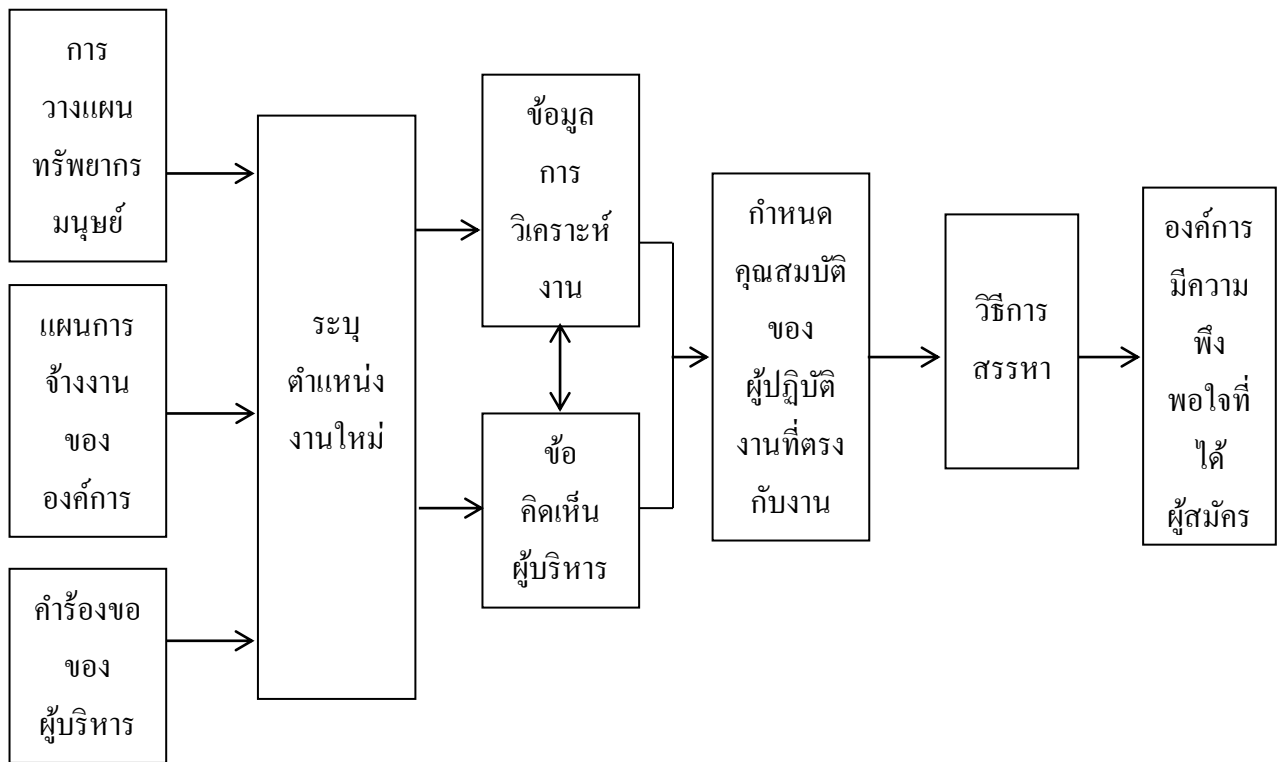 การ
วางแผน
ทรัพยากร
มนุษย์
แผนการ
จ้างงาน
ของ
องค์การ
คำร้องขอ
ของ
ผู้บริหาร
ระบุ
ตำแหน่ง
งานใหม่
ข้อมูล
การ
วิเคราะห์
งาน
ข้อ
คิดเห็น
ผู้บริหาร
กำหนด
คุณสมบัติ
ของ
ผู้ปฏิบัติ
งานที่ตรง
กับงาน
วิธีการ
สรรหา
องค์การ
มีความ
พึง
พอใจที่
ได้
ผู้สมัคร